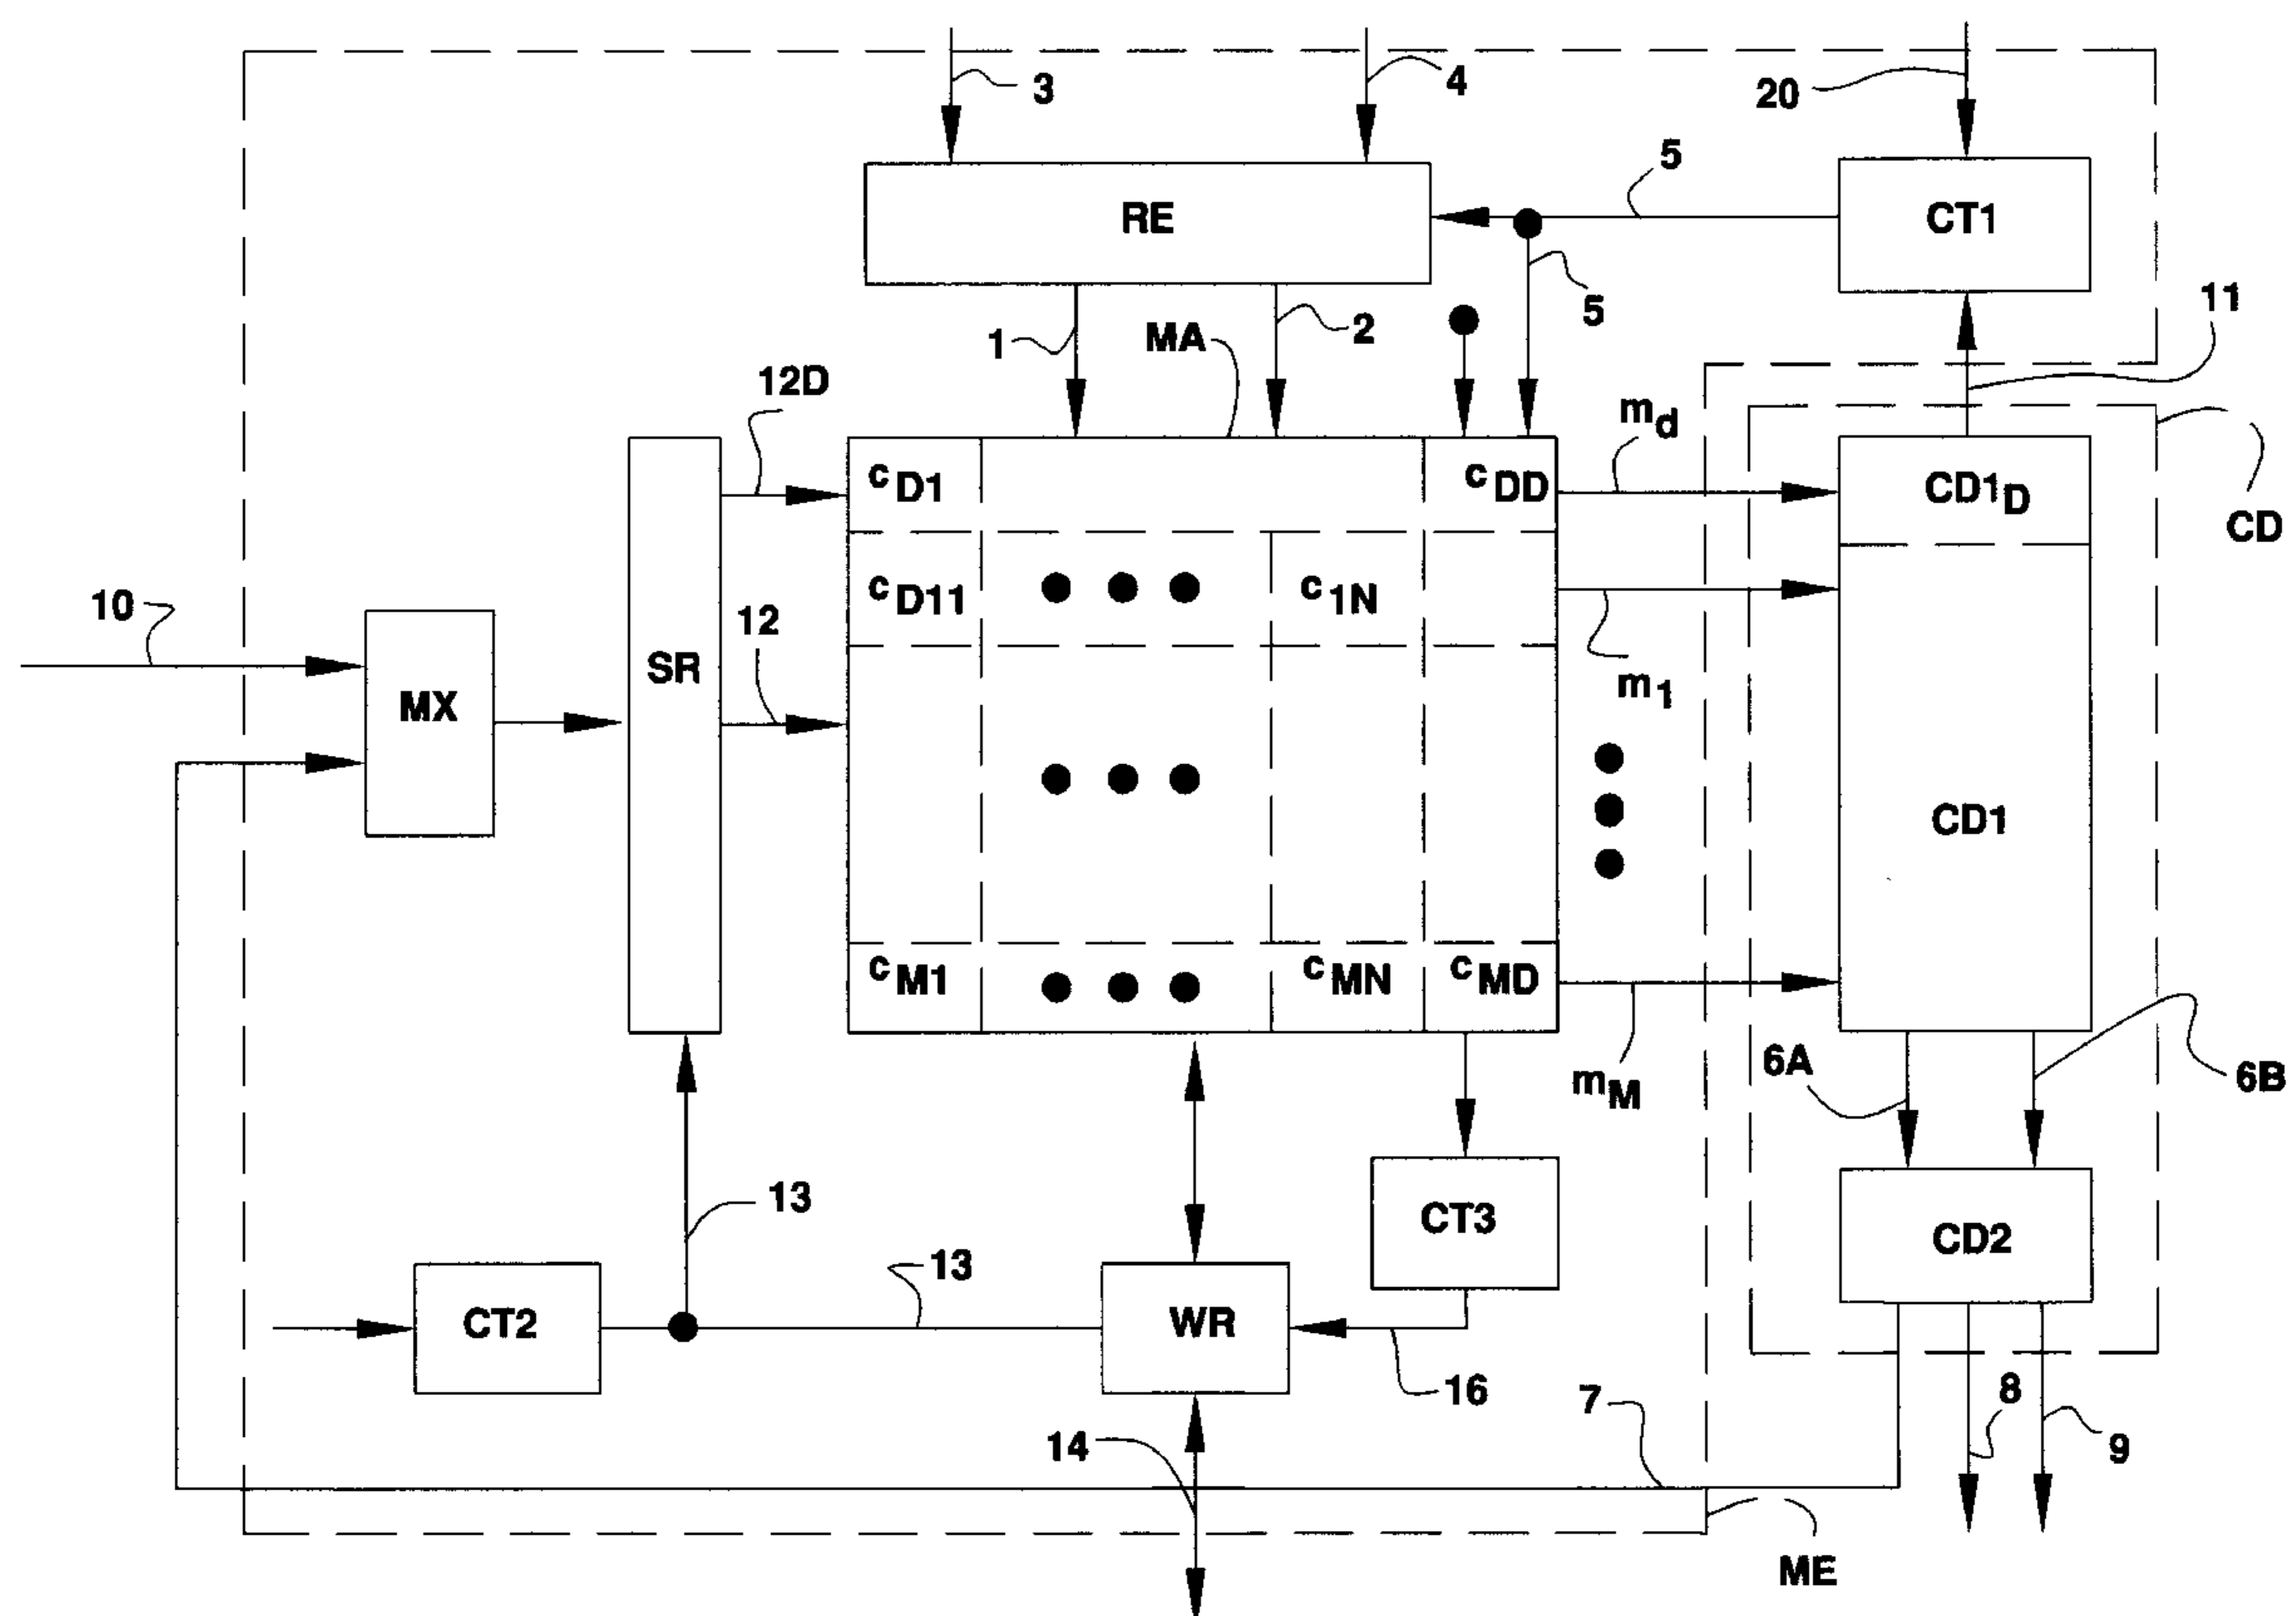 3
4
20
5
RE
CT1
5
11
1
MA
2
12D
md
cD1
cDD
CD1D
CD
10
cD11
c1N
12
SR
MX
m1
CD1
cM1
cMN
cMD
6A
mM
6B
13
CT3
13
CD2
CT2
WR
16
7
8
14
9
ME